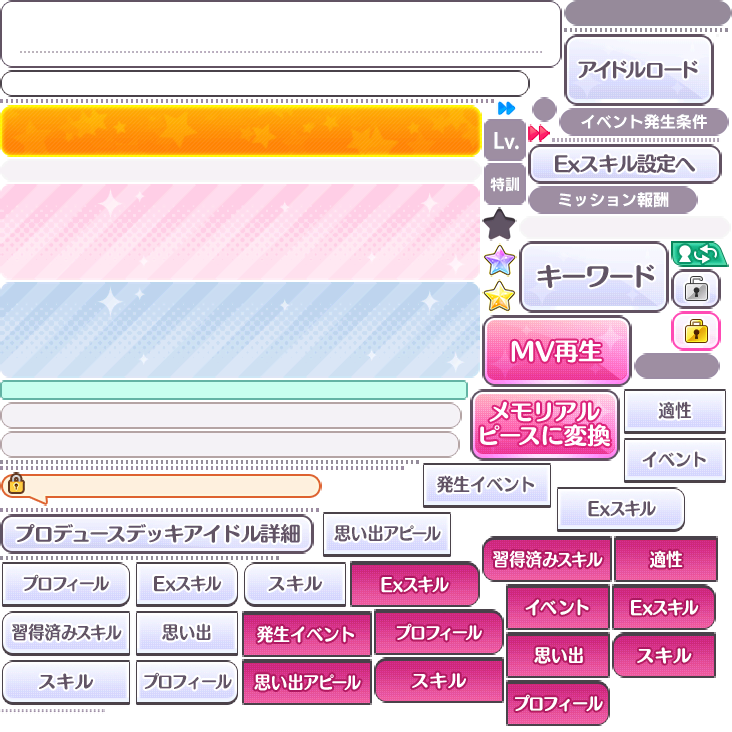 アイドルロード
イベント発生条件
Lv.
Exスキル設定へ
特訓
ミッション報酬
キーワード
MV再生
メモリアル
ピースに変換
適性
イベント
発生イベント
Exスキル
プロデュースデッキアイドル詳細
思い出アピール
習得済みスキル
適性
プロフィール
Exスキル
スキル
Exスキル
イベント
Exスキル
習得済みスキル
思い出
発生イベント
プロフィール
思い出
スキル
スキル
プロフィール
思い出アピール
スキル
プロフィール